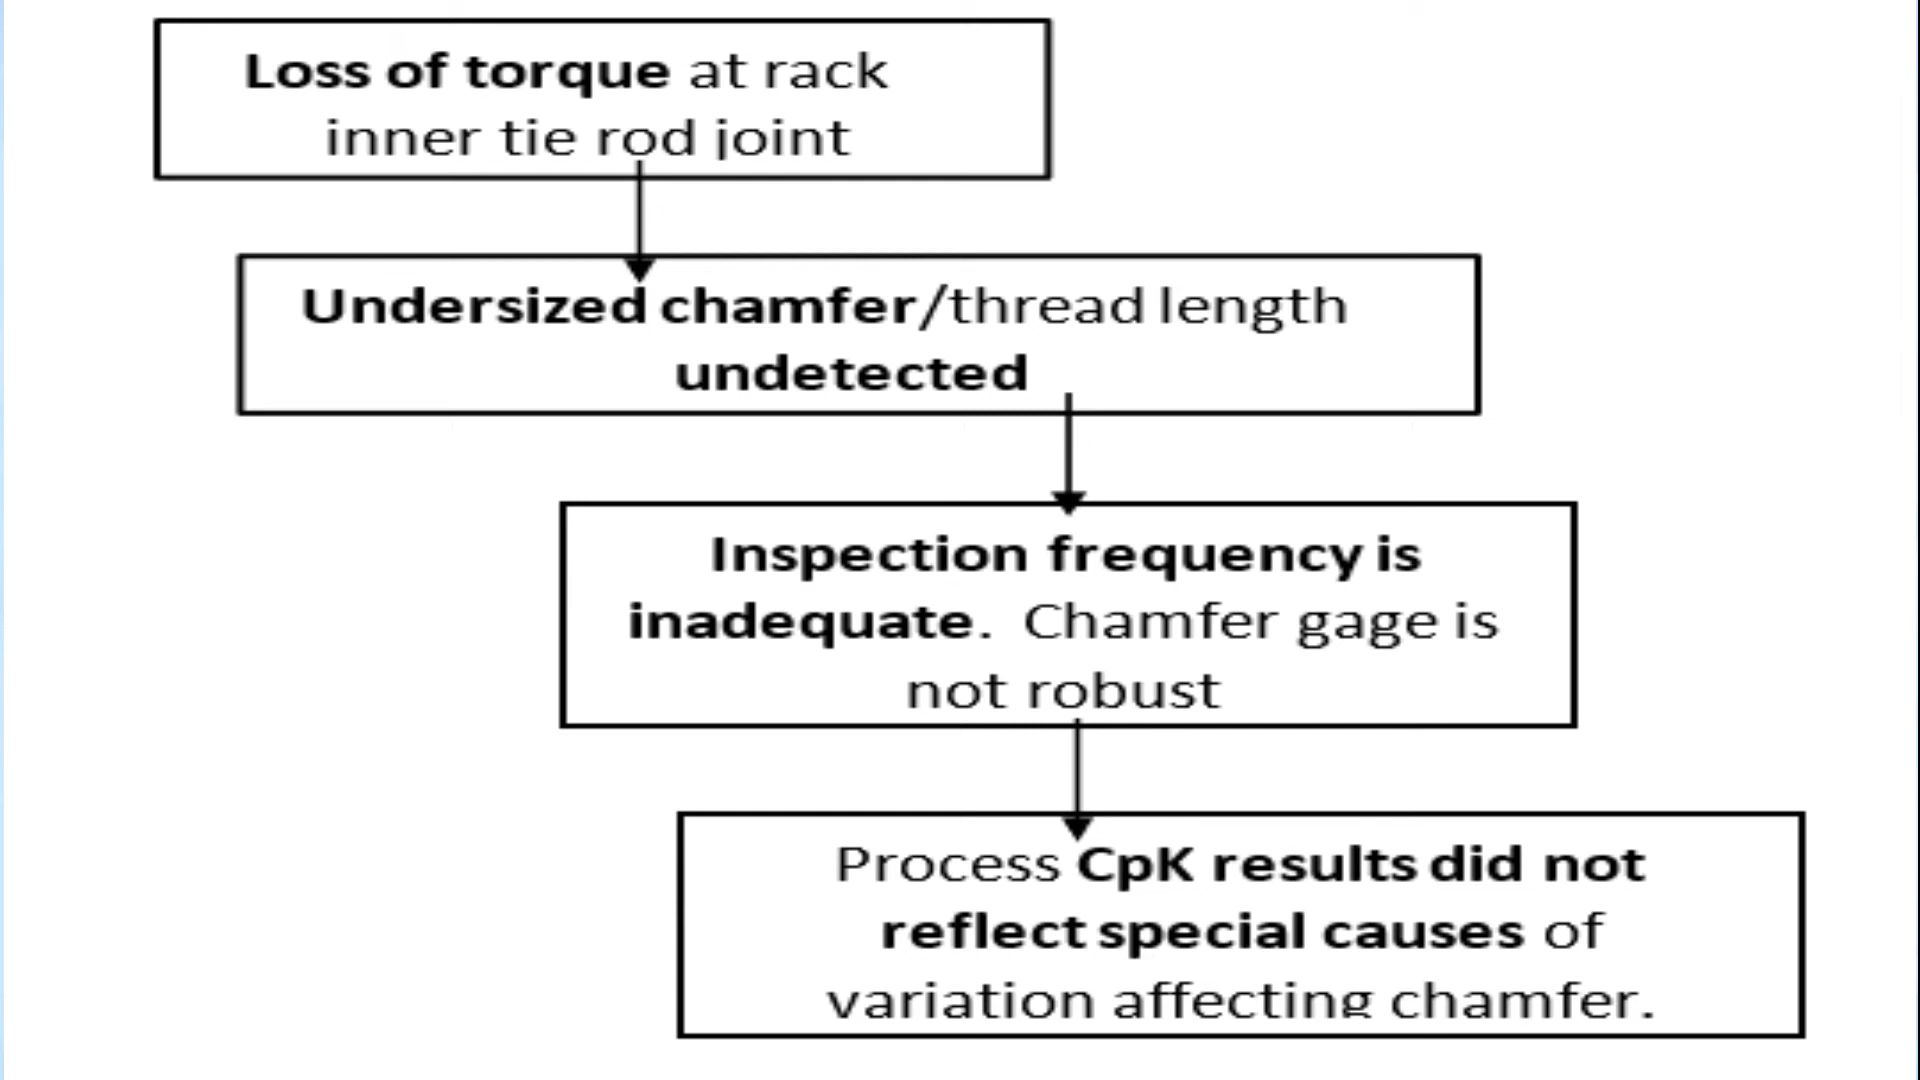 Loss of torque at rack
inner tie rod joint
Undersized chamfer/thread length
undetected
Inspection frequency is
inadequate. Chamfer gage is
not robust
Process CpK results did not
reflect special causes of
variation affecting chamfer.